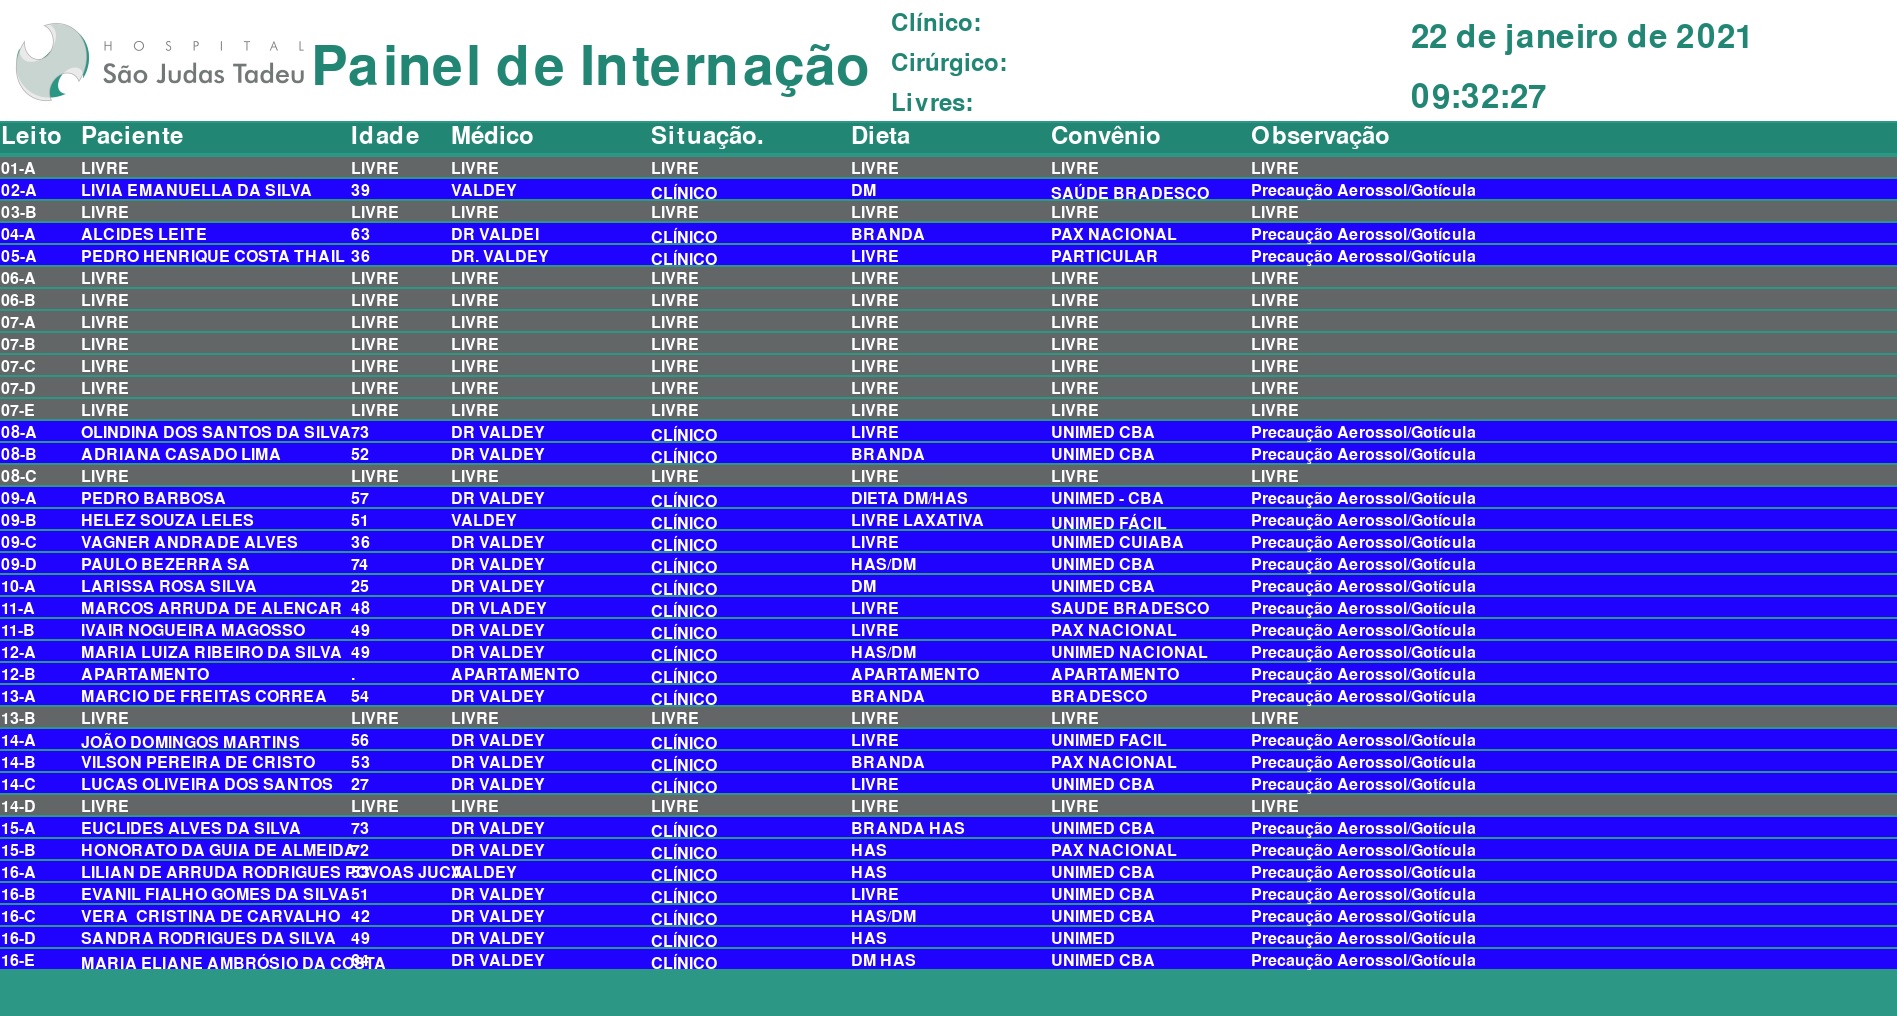 HOSPITAL
São Judas Tadeu
Painel de Internação
Clínico:
Cirúrgico:
Livres:
22 de janeiro de 2021
09:32:27
Leito Paciente Idade Médico Situação. Dieta Convênio Observação
01-A LIVRE LIVRE LIVRE LIVRE LIVRE LIVRE LIVRE
02-A LIVIA EMANUELLA DA SILVA 39 VALDEY CLÍNICO DM SAÚDE BRADESCO Precaução Aerossol/Gotícula
03-B LIVRE LIVRE LIVRE LIVRE LIVRE LIVRE LIVRE
04-A ALCIDES LEITE 63 DR VALDEI CLÍNICO BRANDA PAX NACIONAL Precaução Aerossol/Gotícula
05-A PEDRO HENRIQUE COSTA THAIL 36 DR. VALDEY CLÍNICO LIVRE PARTICULAR Precaução Aerossol/Gotícula
06-A LIVRE LIVRE LIVRE LIVRE LIVRE LIVRE LIVRE
06-B LIVRE LIVRE LIVRE LIVRE LIVRE LIVRE LIVRE
07-A LIVRE LIVRE LIVRE LIVRE LIVRE LIVRE LIVRE
07-B LIVRE LIVRE LIVRE LIVRE LIVRE LIVRE LIVRE
07-C LIVRE LIVRE LIVRE LIVRE LIVRE LIVRE LIVRE
07-D LIVRE LIVRE LIVRE LIVRE LIVRE LIVRE LIVRE
07-E LIVRE LIVRE LIVRE LIVRE LIVRE LIVRE LIVRE
08-A OLINDINA DOS SANTOS DA SILVA 73 DR VALDEY CLÍNICO LIVRE UNIMED CBA Precaução Aerossol/Gotícula
08-B ADRIANA CASADO LIMA 52 DR VALDEY CLÍNICO BRANDA UNIMED CBA Precaução Aerossol/Gotícula
08-C LIVRE LIVRE LIVRE LIVRE LIVRE LIVRE LIVRE
09-A PEDRO BARBOSA 57 DR VALDEY CLÍNICO DIETA DM/HAS UNIMED - CBA Precaução Aerossol/Gotícula
09-B HELEZ SOUZA LELES 51 VALDEY CLÍNICO LIVRE LAXATIVA UNIMED FÁCIL Precaução Aerossol/Gotícula
09-C VAGNER ANDRADE ALVES 36 DR VALDEY CLÍNICO LIVRE UNIMED CUIABA Precaução Aerossol/Gotícula
09-D PAULO BEZERRA SA 74 DR VALDEY CLÍNICO HAS/DM UNIMED CBA Precaução Aerossol/Gotícula
10-A LARISSA ROSA SILVA 25 DR VALDEY CLÍNICO DM UNIMED CBA Precaução Aerossol/Gotícula
11-A MARCOS ARRUDA DE ALENCAR 48 DR VLADEY CLÍNICO LIVRE SAUDE BRADESCO Precaução Aerossol/Gotícula
11-B IVAIR NOGUEIRA MAGOSSO 49 DR VALDEY CLÍNICO LIVRE PAX NACIONAL Precaução Aerossol/Gotícula
12-A MARIA LUIZA RIBEIRO DA SILVA 49 DR VALDEY CLÍNICO HAS/DM UNIMED NACIONAL Precaução Aerossol/Gotícula
12-B APARTAMENTO . APARTAMENTO CLÍNICO APARTAMENTO APARTAMENTO Precaução Aerossol/Gotícula
13-A MARCIO DE FREITAS CORREA 54 DR VALDEY CLÍNICO BRANDA BRADESCO Precaução Aerossol/Gotícula
13-B LIVRE LIVRE LIVRE LIVRE LIVRE LIVRE LIVRE
14-A JOÃO DOMINGOS MARTINS 56 DR VALDEY CLÍNICO LIVRE UNIMED FACIL Precaução Aerossol/Gotícula
14-B VILSON PEREIRA DE CRISTO 53 DR VALDEY CLÍNICO BRANDA PAX NACIONAL Precaução Aerossol/Gotícula
14-C LUCAS OLIVEIRA DOS SANTOS 27 DR VALDEY CLÍNICO LIVRE UNIMED CBA Precaução Aerossol/Gotícula
14-D LIVRE LIVRE LIVRE LIVRE LIVRE LIVRE LIVRE
15-A EUCLIDES ALVES DA SILVA 73 DR VALDEY CLÍNICO BRANDA HAS UNIMED CBA Precaução Aerossol/Gotícula
15-B HONORATO DA GUIA DE ALMEIDA 72 DR VALDEY CLÍNICO HAS PAX NACIONAL Precaução Aerossol/Gotícula
16-A LILIAN DE ARRUDA RODRIGUES POVOAS JUCA VALDEY CLÍNICO HAS UNIMED CBA Precaução Aerossol/Gotícula
16-B EVANIL FIALHO GOMES DA SILVA 51 DR VALDEY CLÍNICO LIVRE UNIMED CBA Precaução Aerossol/Gotícula
16-C VERA CRISTINA DE CARVALHO 42 DR VALDEY CLÍNICO HAS/DM UNIMED CBA Precaução Aerossol/Gotícula
16-D SANDRA RODRIGUES DA SILVA 49 DR VALDEY CLÍNICO HAS UNIMED Precaução Aerossol/Gotícula
16-E MARIA ELIANE AMBRÓSIO DA COSTA DR VALDEY CLÍNICO DM HAS UNIMED CBA Precaução Aerossol/Gotícula